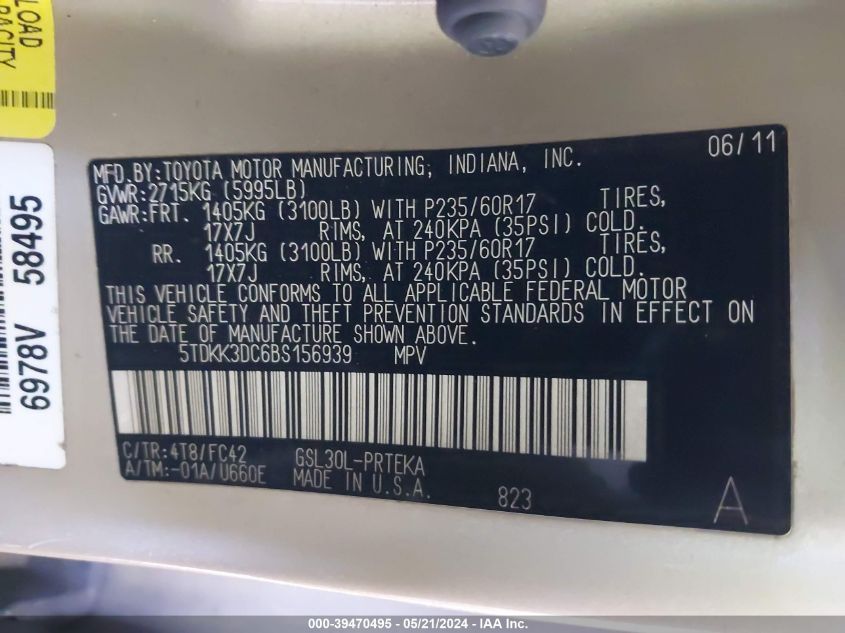 LOAD
PACITY
6978V 58495
06/11
MFD.BY:TOYOTA MOTOR MANUFACTURING, INDIANA, INC.
GVWR:2715KG (5995LB)
GAWR:FRT. 1405KG (3100LB) WITH P235/60R17 TIRES,
17X7J RIMS, AT 240KPA (35PSI) COLD.
RR. 1405KG (3100LB) WITH P235/60R17 TIRES,
17X7J RIMS, AT 240KPA (35PSI) COLD.
THIS VEHICLE CONFORMS TO ALL APPLICABLE FEDERAL MOTOR
VEHICLE SAFETY AND THEFT PREVENTION STANDARDS IN EFFECT ON
THE DATE OF MANUFACTURE SHOWN ABOVE.
5TDKK3DC6BS156939 MPV
C/TR:4T8/FC42 GSL30L-PRTEKA
A/TM:-01A/U660E MADE IN U.S.A.
823 A
000-39470495 - 05/21/2024 - IAA Inc.